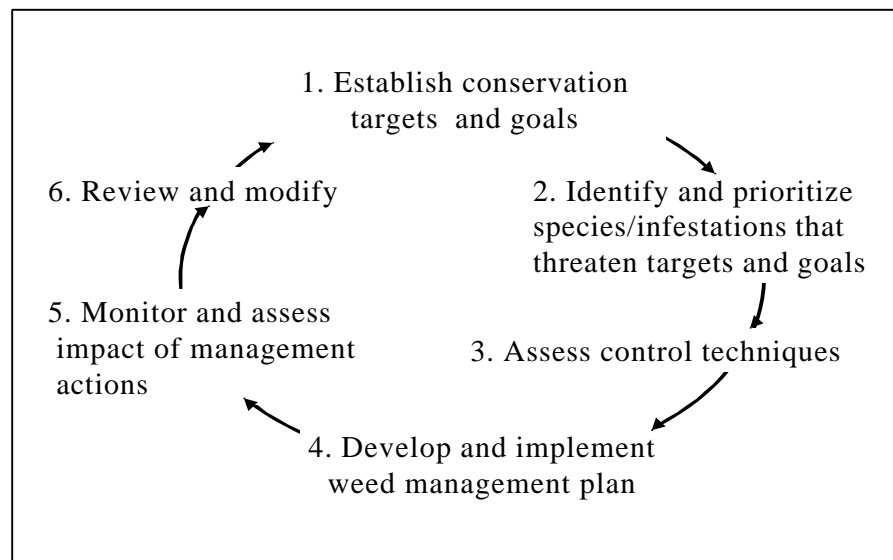 1. Establish conservation
targets and goals
2. Identify and prioritize
species/infestations that
threaten targets and goals
3. Assess control techniques
4. Develop and implement
weed management plan
5. Monitor and assess
impact of management
actions
6. Review and modify